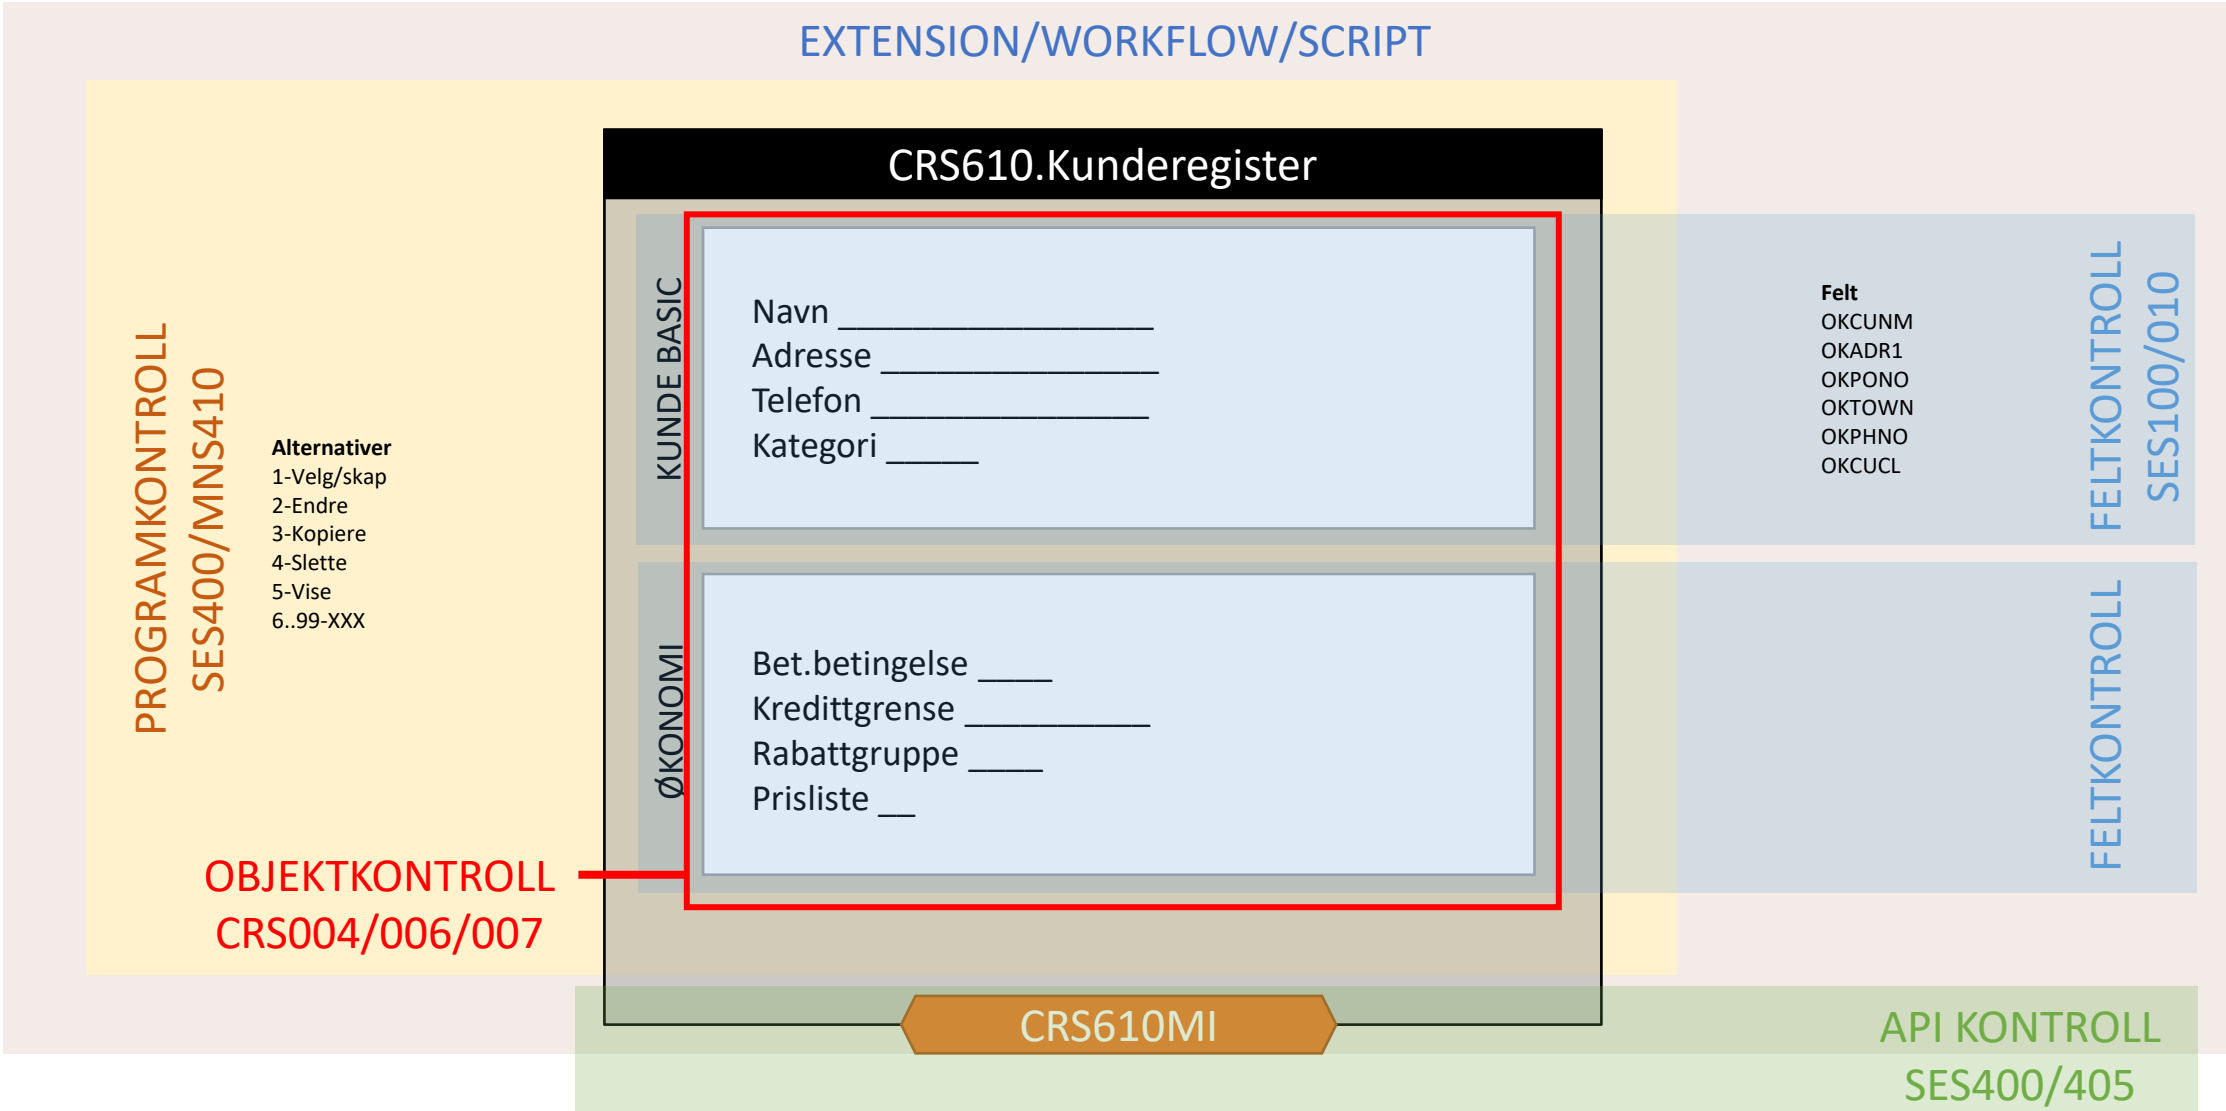 EXTENSION/WORKFLOW/SCRIPT
CRS610.Kunderegister
PROGRAMKONTROLL
SES400/MNS410
Alternativer
1-Velg/skap
2-Endre
3-Kopiere
4-Slette
5-Vise
6..99-XXX
KUNDE BASIC
Navn _________________
Adresse _______________
Telefon _______________
Kategori _____
Felt
OKCUNM
OKADR1
OKPONO
OKTOWN
OKPHNO
OKCUCL
FELTKONTROLL
SES100/010
ØKONOMI
Bet.betingelse ____
Kredittgrense __________
Rabattgruppe ____
Prisliste __
FELTKONTROLL
OBJEKTKONTROLL
CRS004/006/007
CRS610MI
API KONTROLL
SES400/405